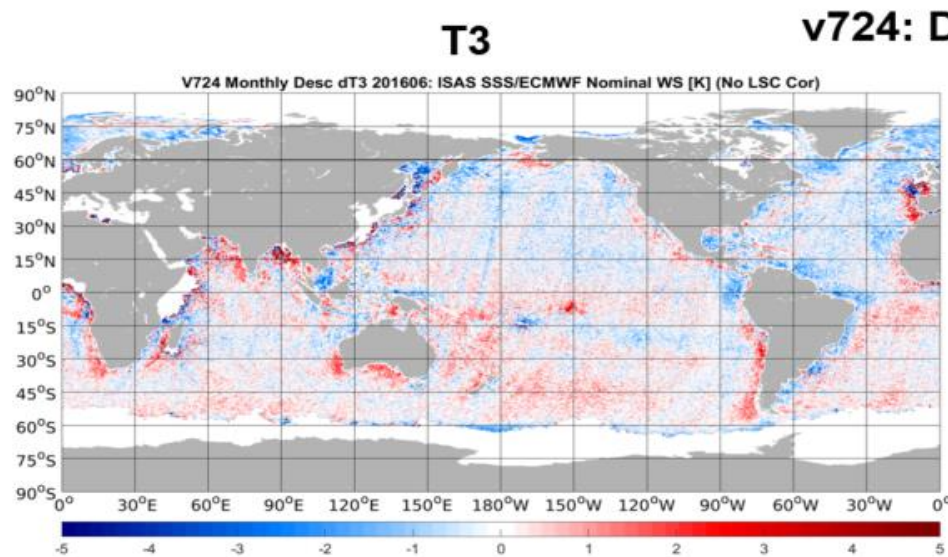 T3
v724: D
V724 Monthly Desc dT3 201606: ISAS SSS/ECMWF Nominal WS [K] (No LSC Cor)
90°N
75°N
60°N
45°N
30°N
15°N
0°
15°S
30°S
45°S
60°S
75°S
90°S
0° 30°E 60°E 90°E 120°E 150°E 180°W 150°W 120°W 90°W 60°W 30°W 0°
-5 -4 -3 -2 -1 0 1 2 3 4 5